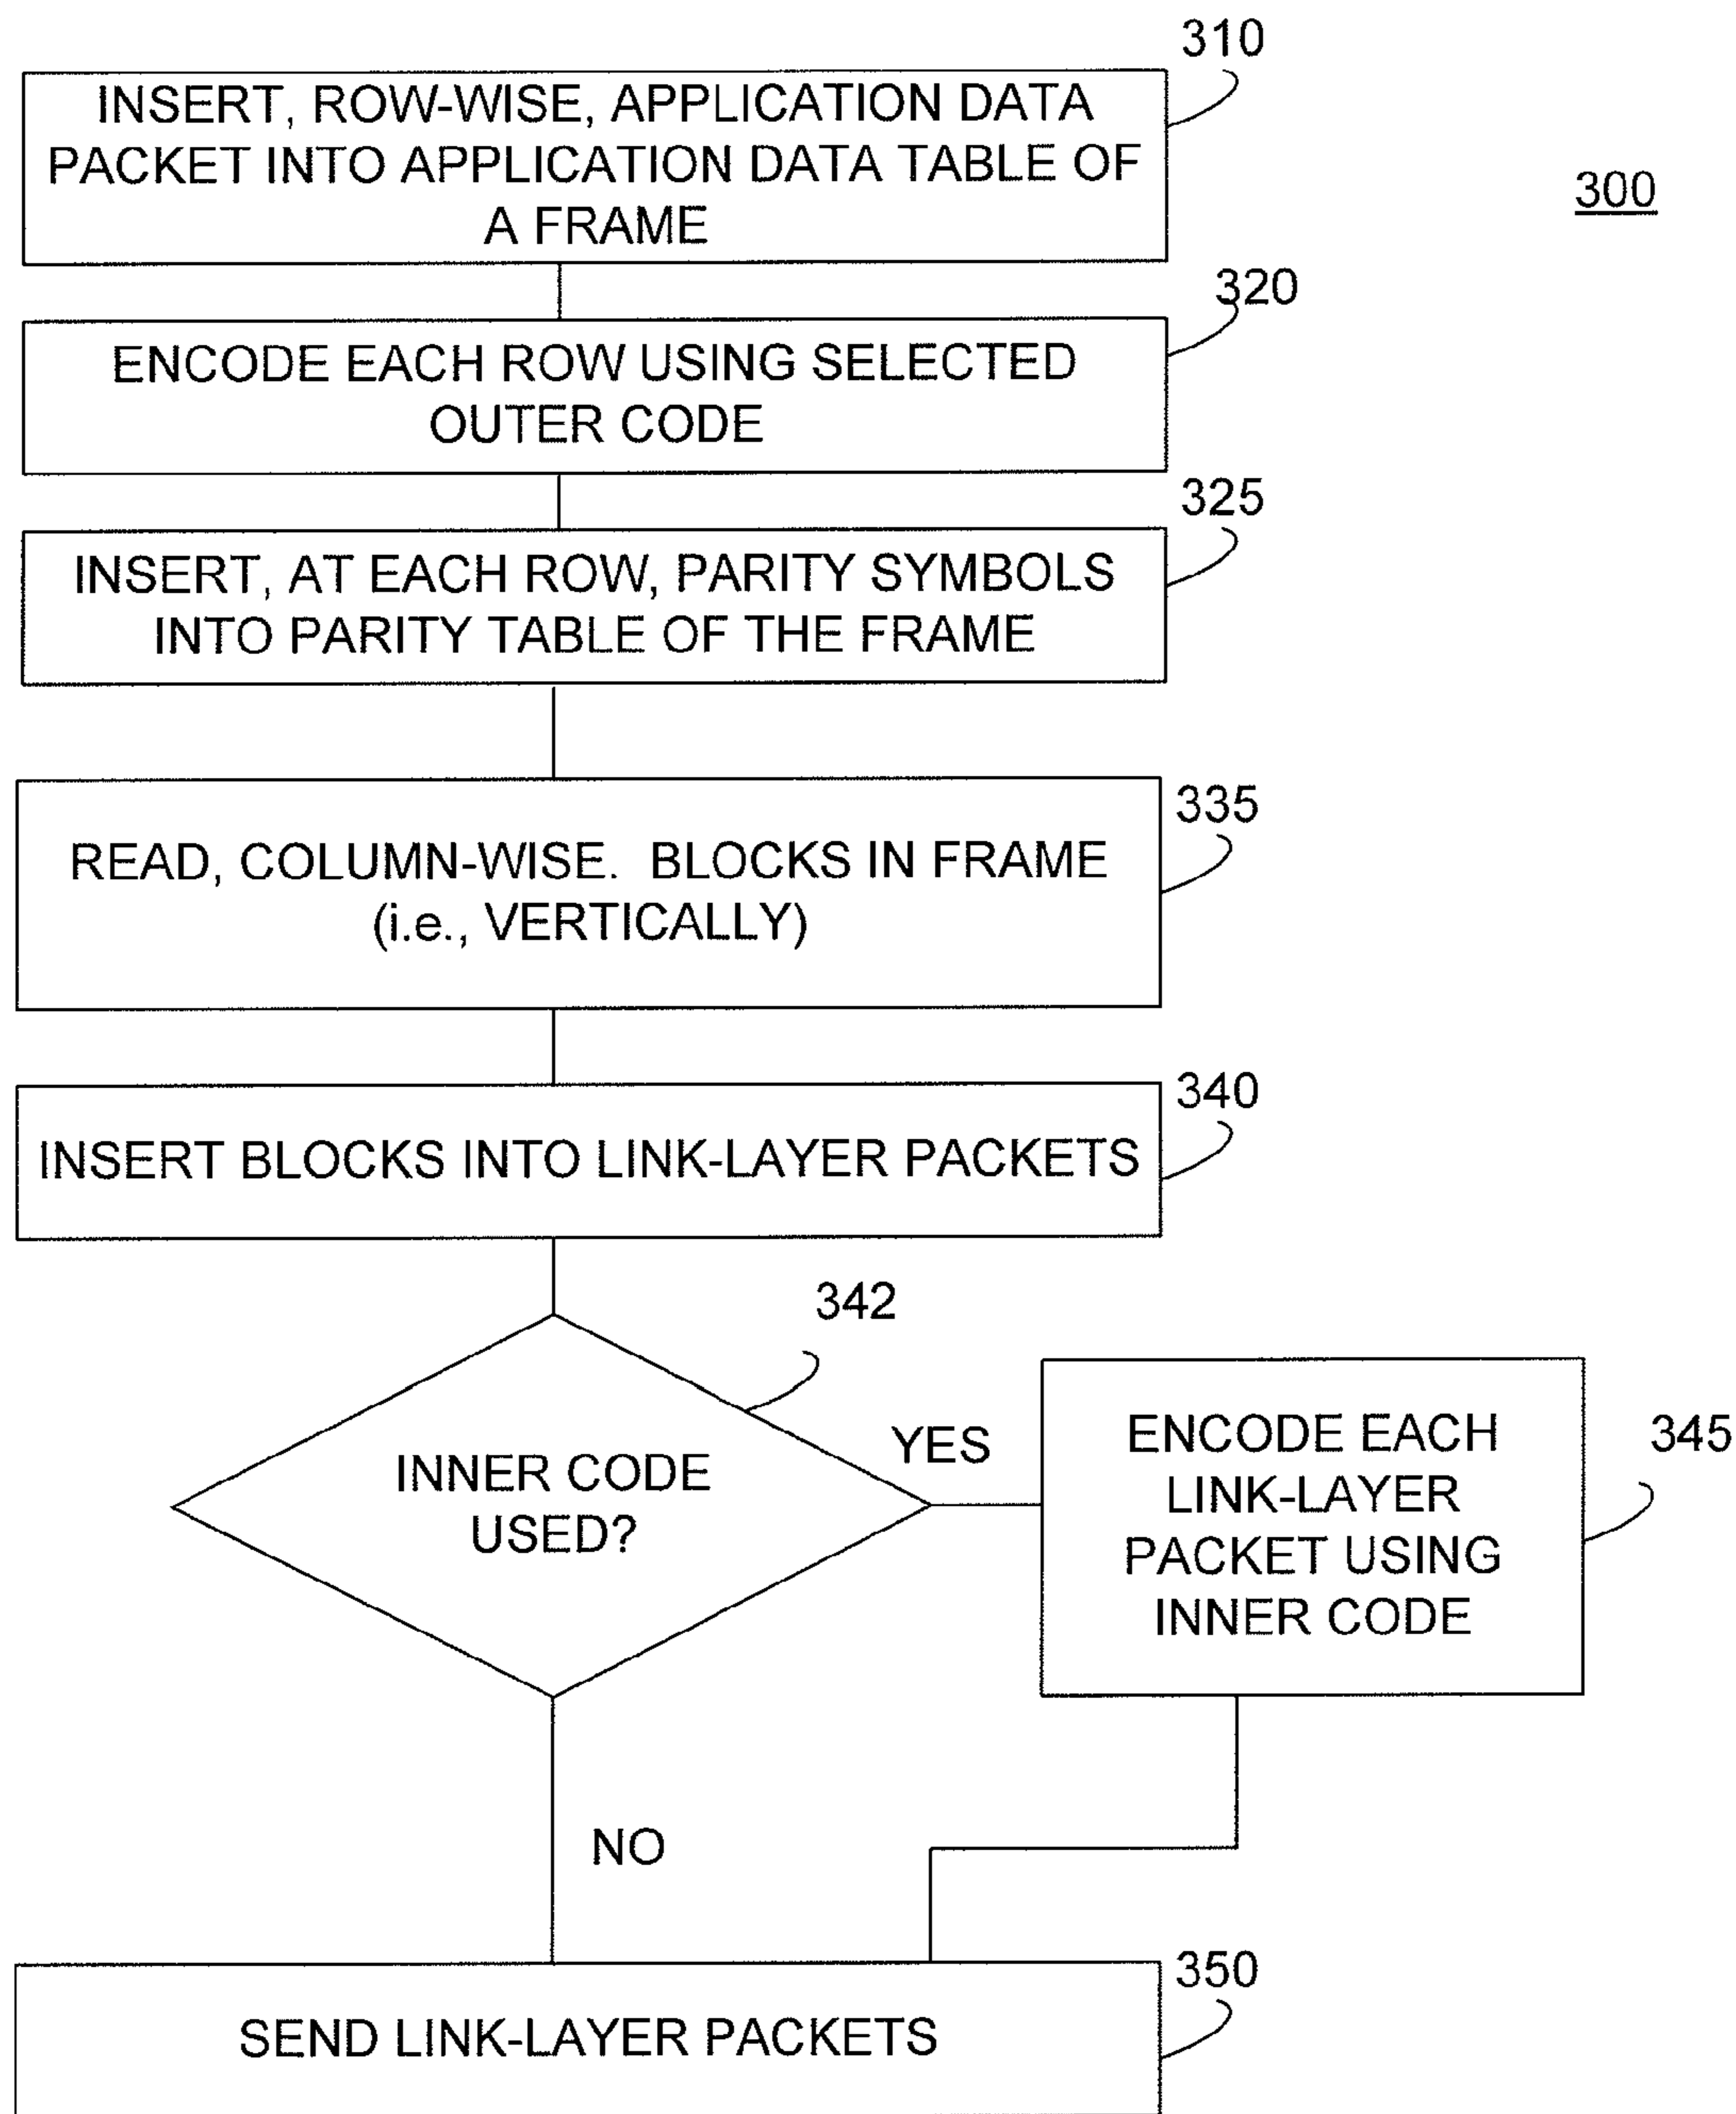 310
INSERT, ROW-WISE, APPLICATION DATA
PACKET INTO APPLICATION DATA TABLE OF
A FRAME
300
320
ENCODE EACH ROW USING SELECTED
OUTER CODE
325
INSERT, AT EACH ROW, PARITY SYMBOLS
INTO PARITY TABLE OF THE FRAME
335
READ, COLUMN-WISE. BLOCKS IN FRAME
(i.e., VERTICALLY)
340
INSERT BLOCKS INTO LINK-LAYER PACKETS
342
INNER CODE
USED?
YES
ENCODE EACH
LINK-LAYER
PACKET USING
INNER CODE
345
NO
350
SEND LINK-LAYER PACKETS